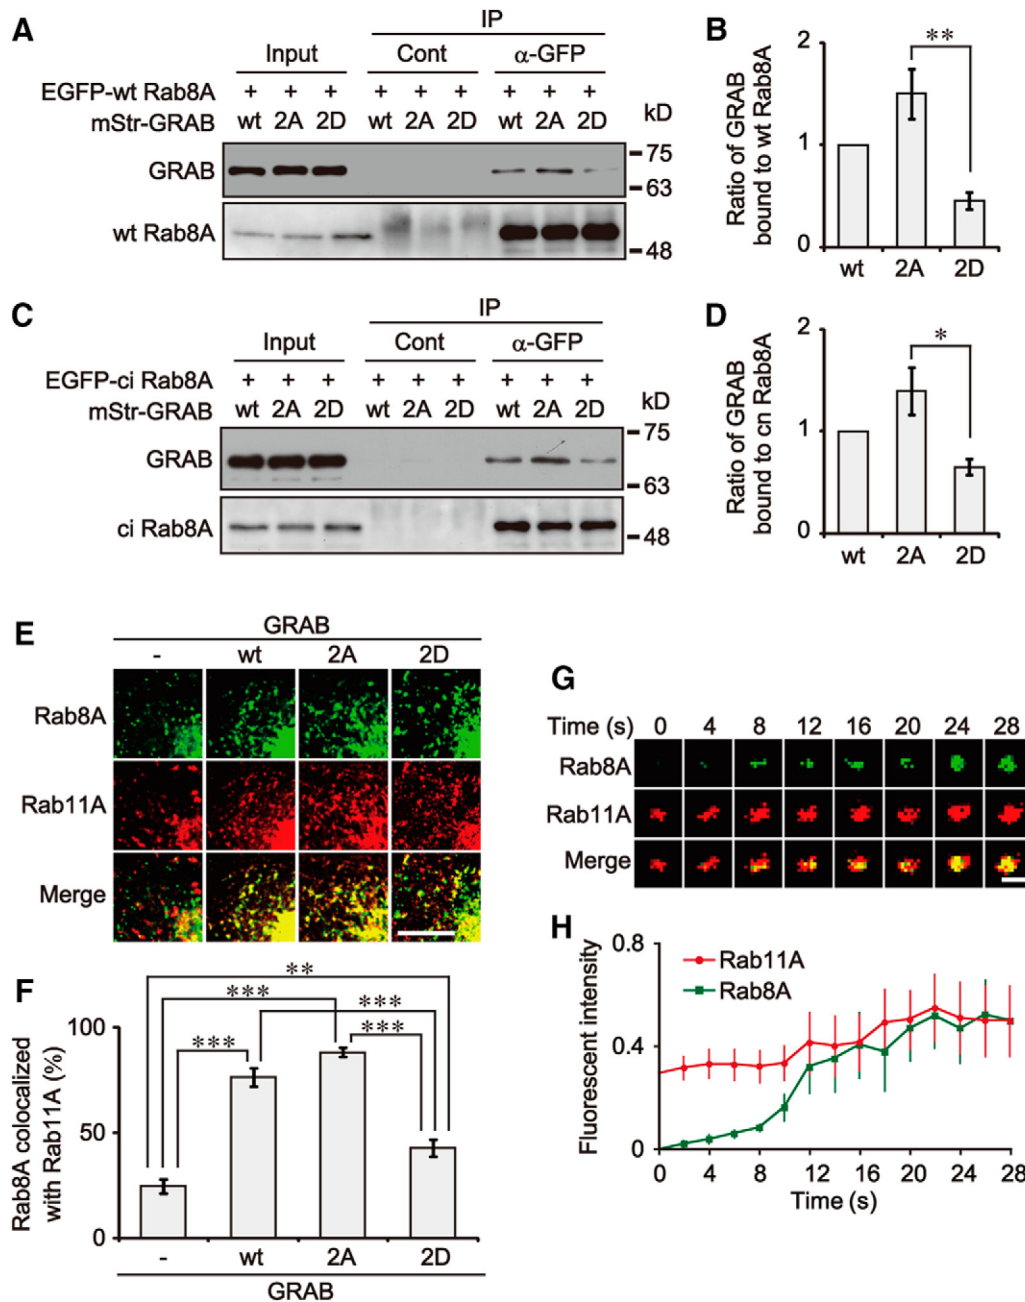 A
IP
Input Cont α-GFP
EGFP-wt Rab8A + + + + + + + + +
mStr-GRAB wt 2A 2D wt 2A 2D wt 2A 2D kD
GRAB
75
63
wt Rab8A
48
B
Ratio of GRAB
bound to wt Rab8A
2
1
0
**
wt 2A 2D
C
IP
Input Cont α-GFP
EGFP-ci Rab8A + + + + + + + + +
mStr-GRAB wt 2A 2D wt 2A 2D wt 2A 2D kD
GRAB
75
63
ci Rab8A
48
D
Ratio of GRAB
bound to cn Rab8A
2
1
0
*
wt 2A 2D
E
GRAB
- wt 2A 2D
Rab8A
Rab11A
Merge
F
Rab8A colocalized
with Rab11A (%)
100
50
0
**
***
***
***
***
- wt 2A 2D
GRAB
G
Time (s) 0 4 8 12 16 20 24 28
Rab8A
Rab11A
Merge
H
Fluorescent intensity
0.8
0.4
0
Rab11A
Rab8A
0 4 8 12 16 20 24 28
Time (s)